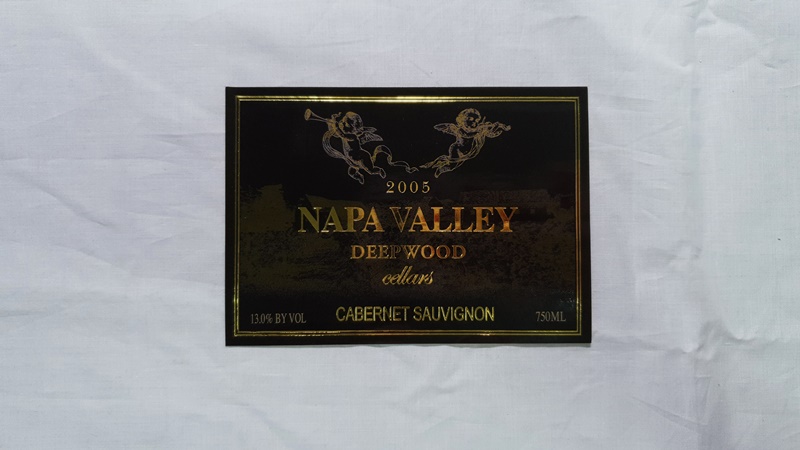 2005
NAPA VALLEY
DEEPWOOD
cellars
13.0% BY VOL
CABERNET SAUVIGNON
750ML